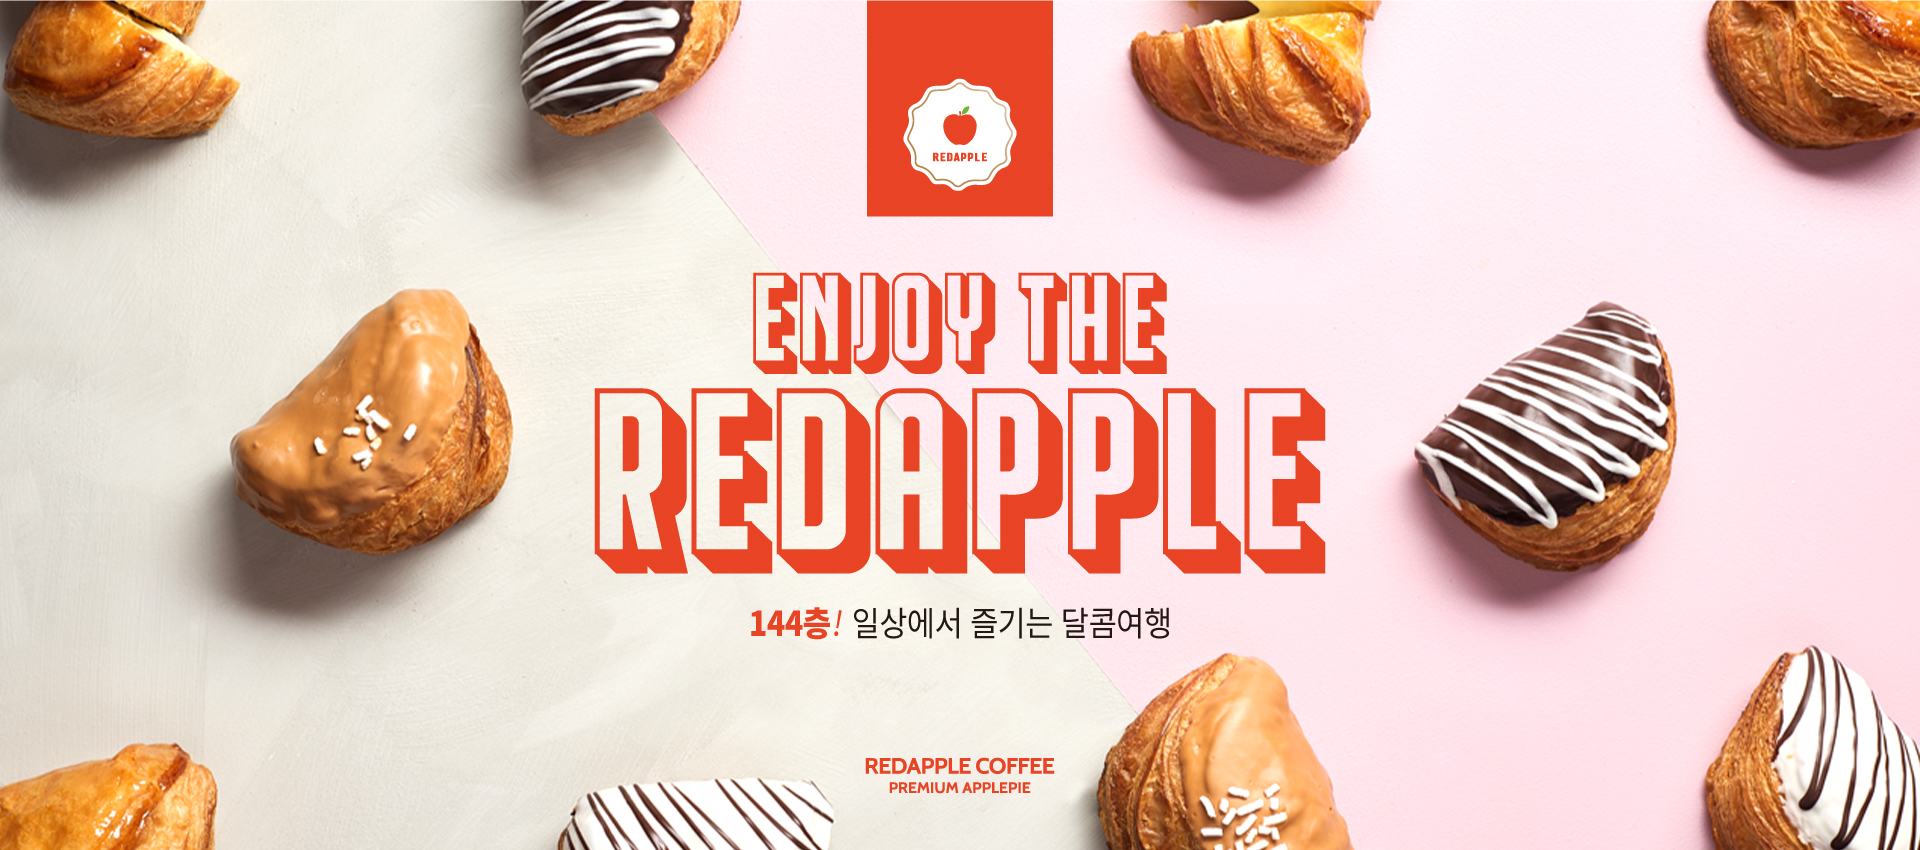 REDAPPLE
ENJOY THE
REDAPPLE
144층! 일상에서 즐기는 달콤여행
REDAPPLE COFFEE
PREMIUM APPLEPIE